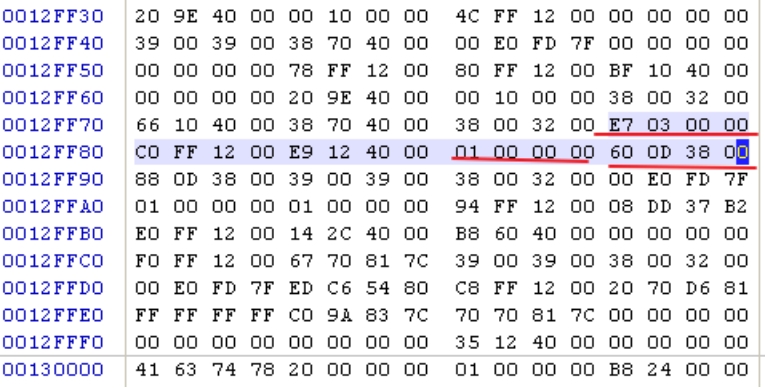 0012FF30 20 9E 40 00 00 10 00 00 4C FF 12 00 00 00 00 00
0012FF40 39 00 39 00 38 70 40 00 00 E0 FD 7F 00 00 00 00
0012FF50 00 00 00 00 78 FF 12 00 80 FF 12 00 BF 10 40 00
0012FF60 00 00 00 00 20 9E 40 00 00 10 00 00 38 00 32 00
0012FF70 66 10 40 00 38 70 40 00 38 00 32 00 E7 03 00 00
0012FF80 C0 FF 12 00 E9 12 40 00 01 00 00 00 60 0D 38 00
0012FF90 88 0D 38 00 39 00 39 00 38 00 32 00 00 E0 FD 7F
0012FFA0 01 00 00 00 01 00 00 00 94 FF 12 00 08 DD 37 B2
0012FFB0 E0 FF 12 00 14 2C 40 00 B8 60 40 00 00 00 00 00
0012FFC0 F0 FF 12 00 67 70 81 7C 39 00 39 00 38 00 32 00
0012FFD0 00 E0 FD 7F ED C6 54 80 C8 FF 12 00 20 70 D6 81
0012FFE0 FF FF FF FF C0 9A 83 7C 70 70 81 7C 00 00 00 00
0012FFF0 00 00 00 00 00 00 00 00 35 12 40 00 00 00 00 00
00130000 41 63 74 78 20 00 00 00 01 00 00 00 B8 24 00 00